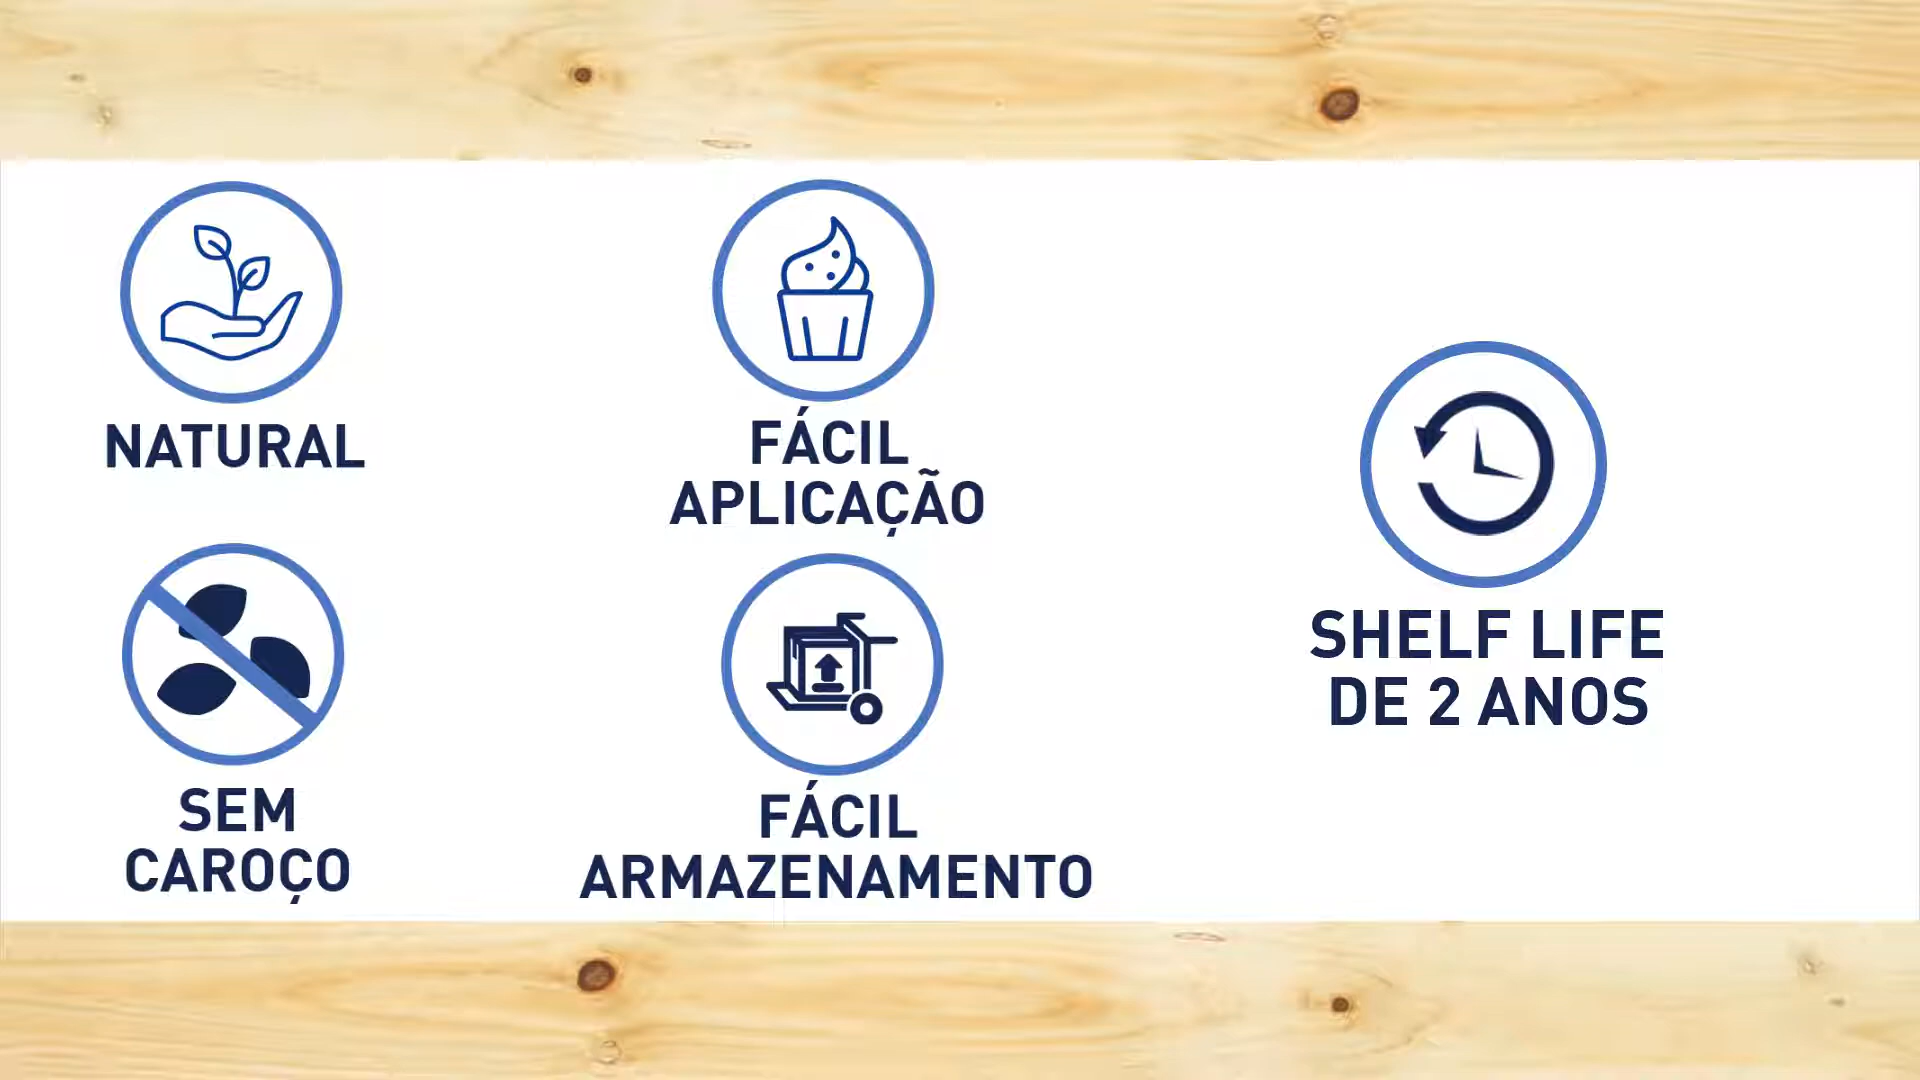 NATURAL
FÁCIL
APLICAÇÃO
SEM
CAROÇO
FÁCIL
ARMAZENAMENTO
SHELF LIFE
DE 2 ANOS